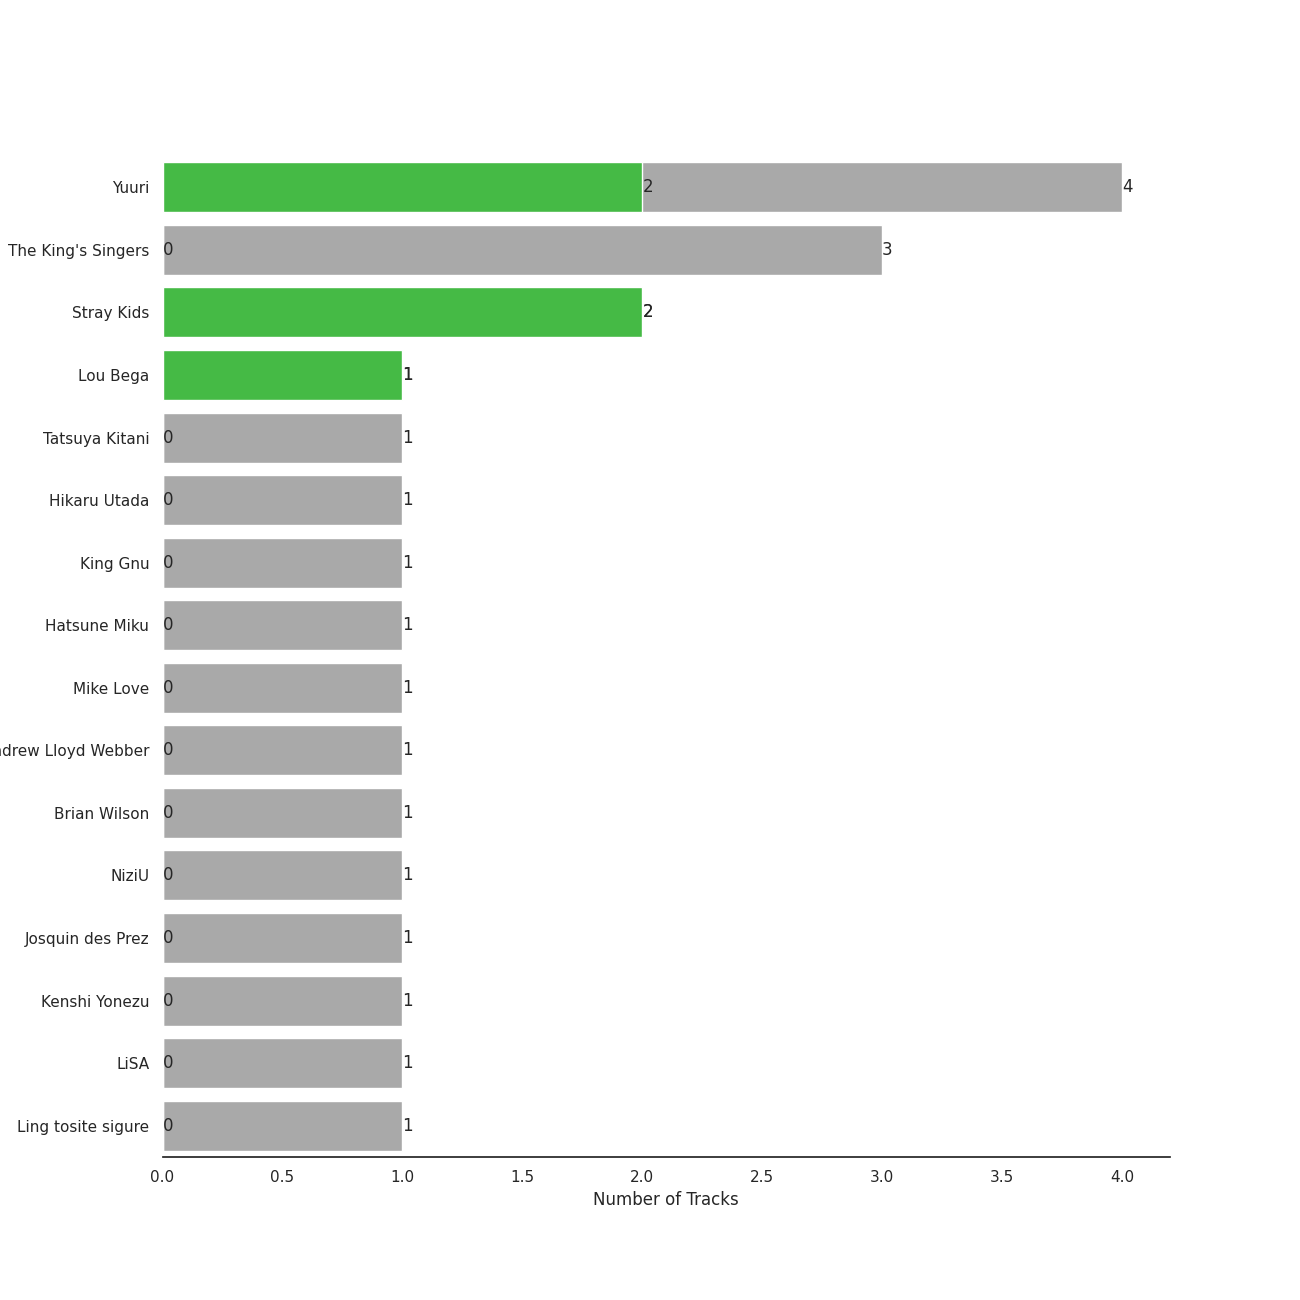 Yuuri 2 4
The King's Singers 0 3
Stray Kids 2
Lou Bega 1
Tatsuya Kitani 0 1
Hikaru Utada 0 1
King Gnu 0 1
Hatsune Miku 0 1
Mike Love 0 1
drew Lloyd Webber 0 1
Brian Wilson 0 1
NiziU 0 1
Josquin des Prez 0 1
Kenshi Yonezu 0 1
LiSA 0 1
Ling tosite sigure 0 1
0.0 0.5 1.0 1.5 2.0 2.5 3.0 3.5 4.0
Number of Tracks